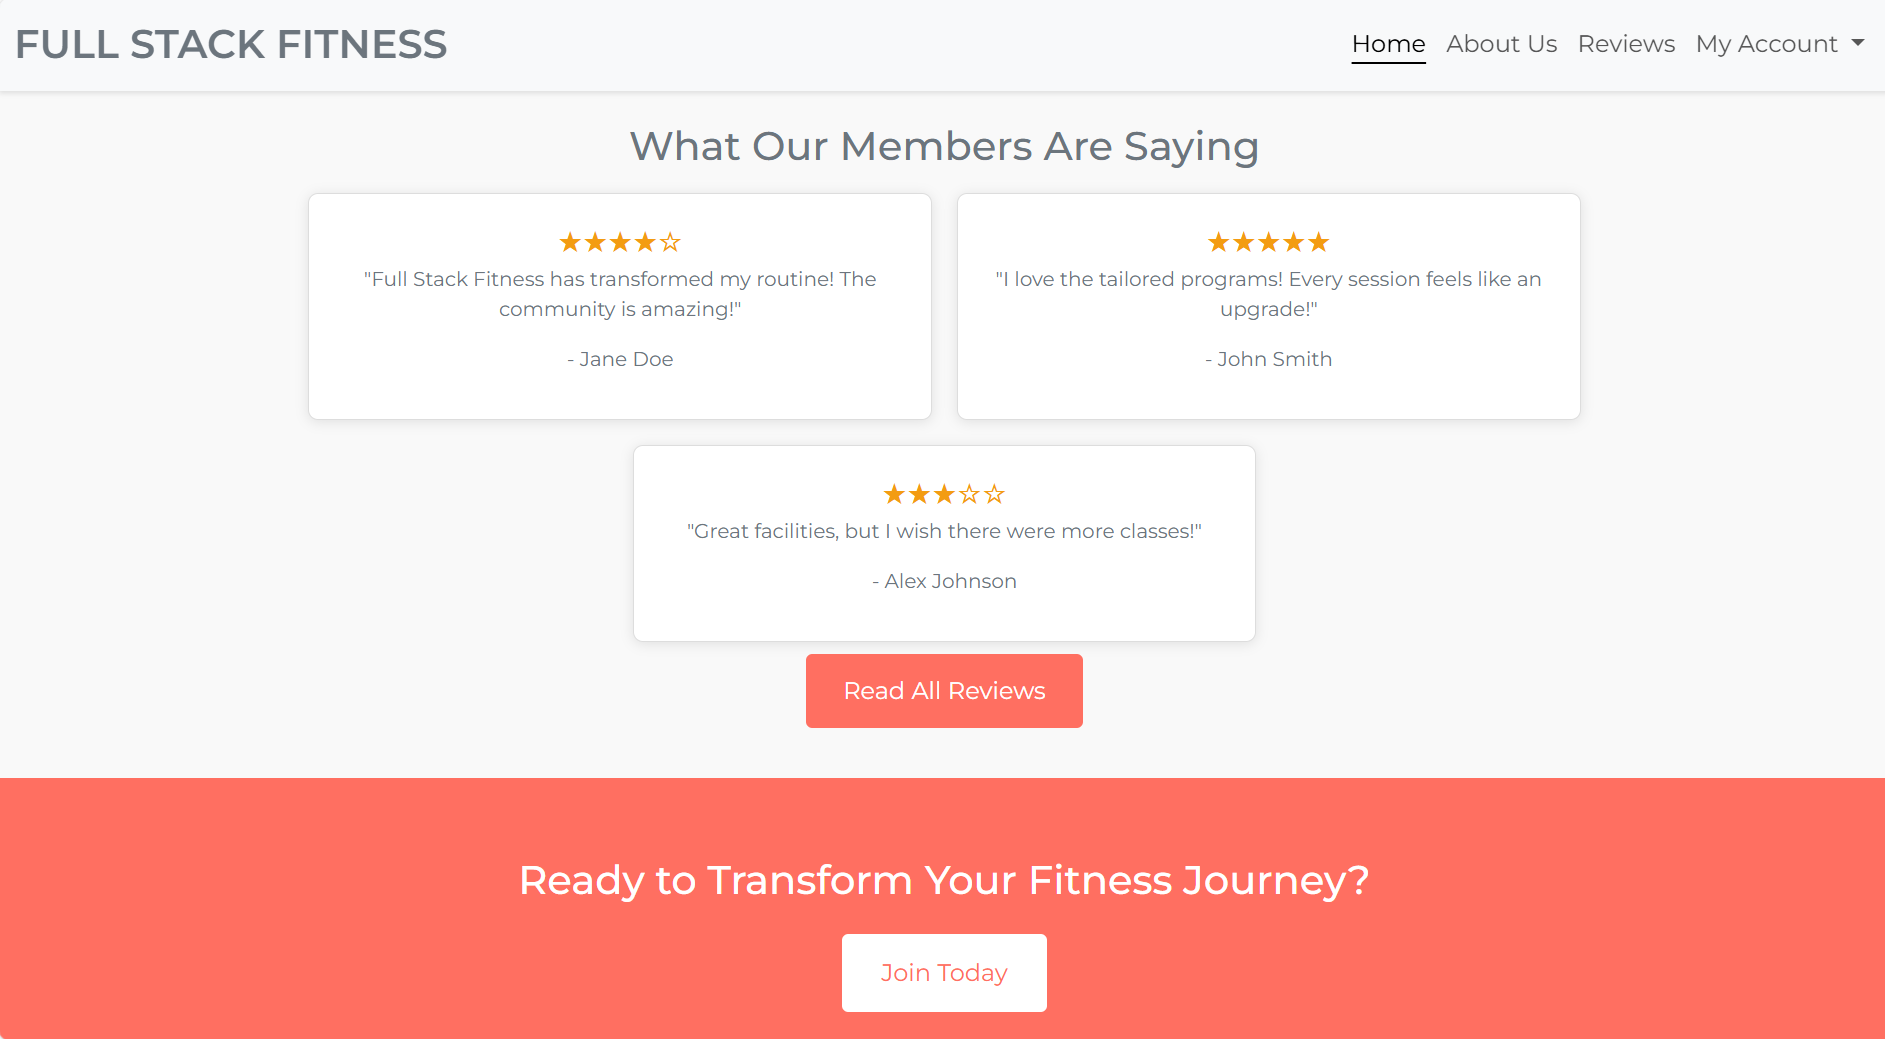 FULL STACK FITNESS
Home About Us Reviews My Account
What Our Members Are Saying
★★★★☆
"Full Stack Fitness has transformed my routine! The
community is amazing!"
- Jane Doe
★★★★★
"I love the tailored programs! Every session feels like an
upgrade!"
- John Smith
★★★☆☆
"Great facilities, but I wish there were more classes!"
- Alex Johnson
Read All Reviews
Ready to Transform Your Fitness Journey?
Join Today